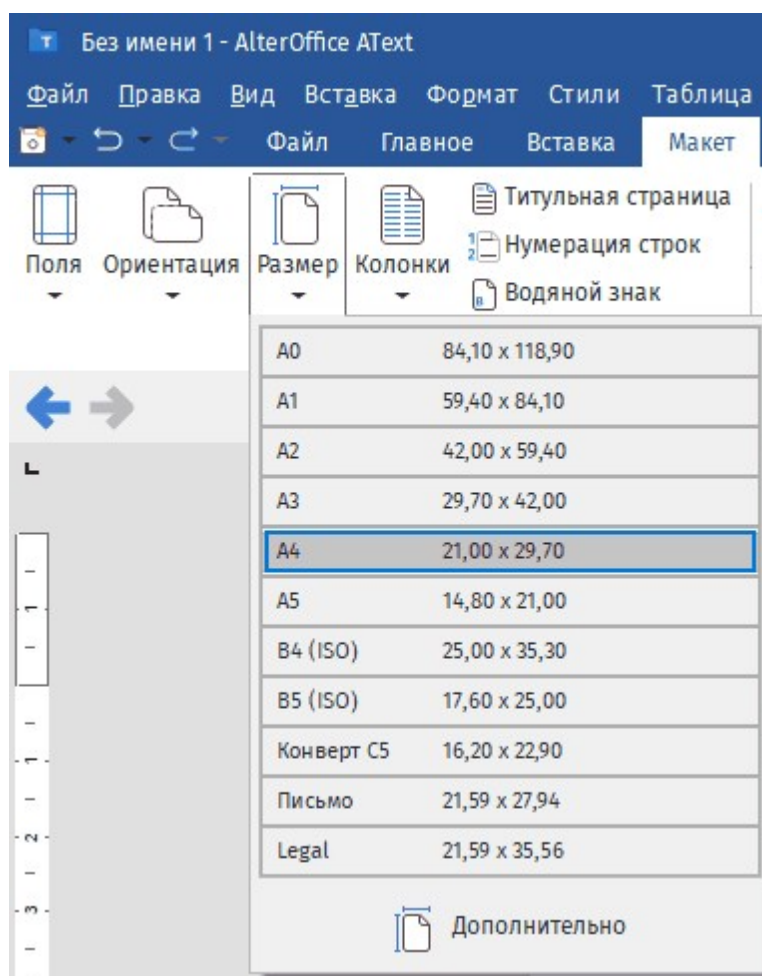 Без имени 1 - AlterOffice AText
Файл Правка Вид Вставка Формат Стили Таблица
Файл Главное Вставка Макет
Титульная страница
Нумерация строк
Поля Ориентация Размер Колонки
Водяной знак
A0 84,10 x 118,90
A1 59,40 x 84,10
A2 42,00 x 59,40
A3 29,70 x 42,00
A4 21,00 x 29,70
A5 14,80 x 21,00
B4 (ISO) 25,00 x 35,30
B5 (ISO) 17,60 x 25,00
Конверт C5 16,20 x 22,90
Письмо 21,59 x 27,94
Legal 21,59 x 35,56
Дополнительно
1
1
2
3